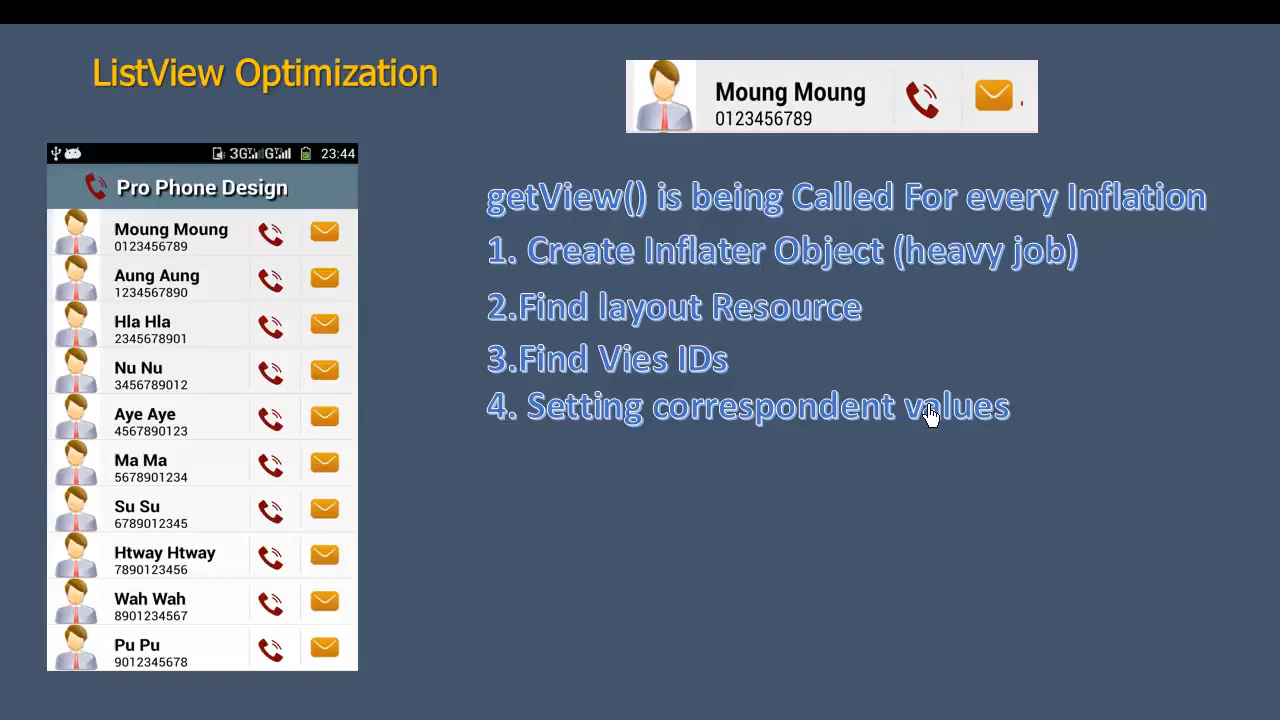 ListView Optimization
Moung Moung
0123456789
23:44
Pro Phone Design
Moung Moung
0123456789
Aung Aung
1234567890
Hla Hla
2345678901
Nu Nu
3456789012
Aye Aye
4567890123
Ma Ma
5678901234
Su Su
6789012345
Htway Htway
7890123456
Wah Wah
8901234567
Pu Pu
9012345678
getView() is being Called For every Inflation
1. Create Inflater Object (heavy job)
2.Find layout Resource
3.Find Vies IDs
4. Setting correspondent values